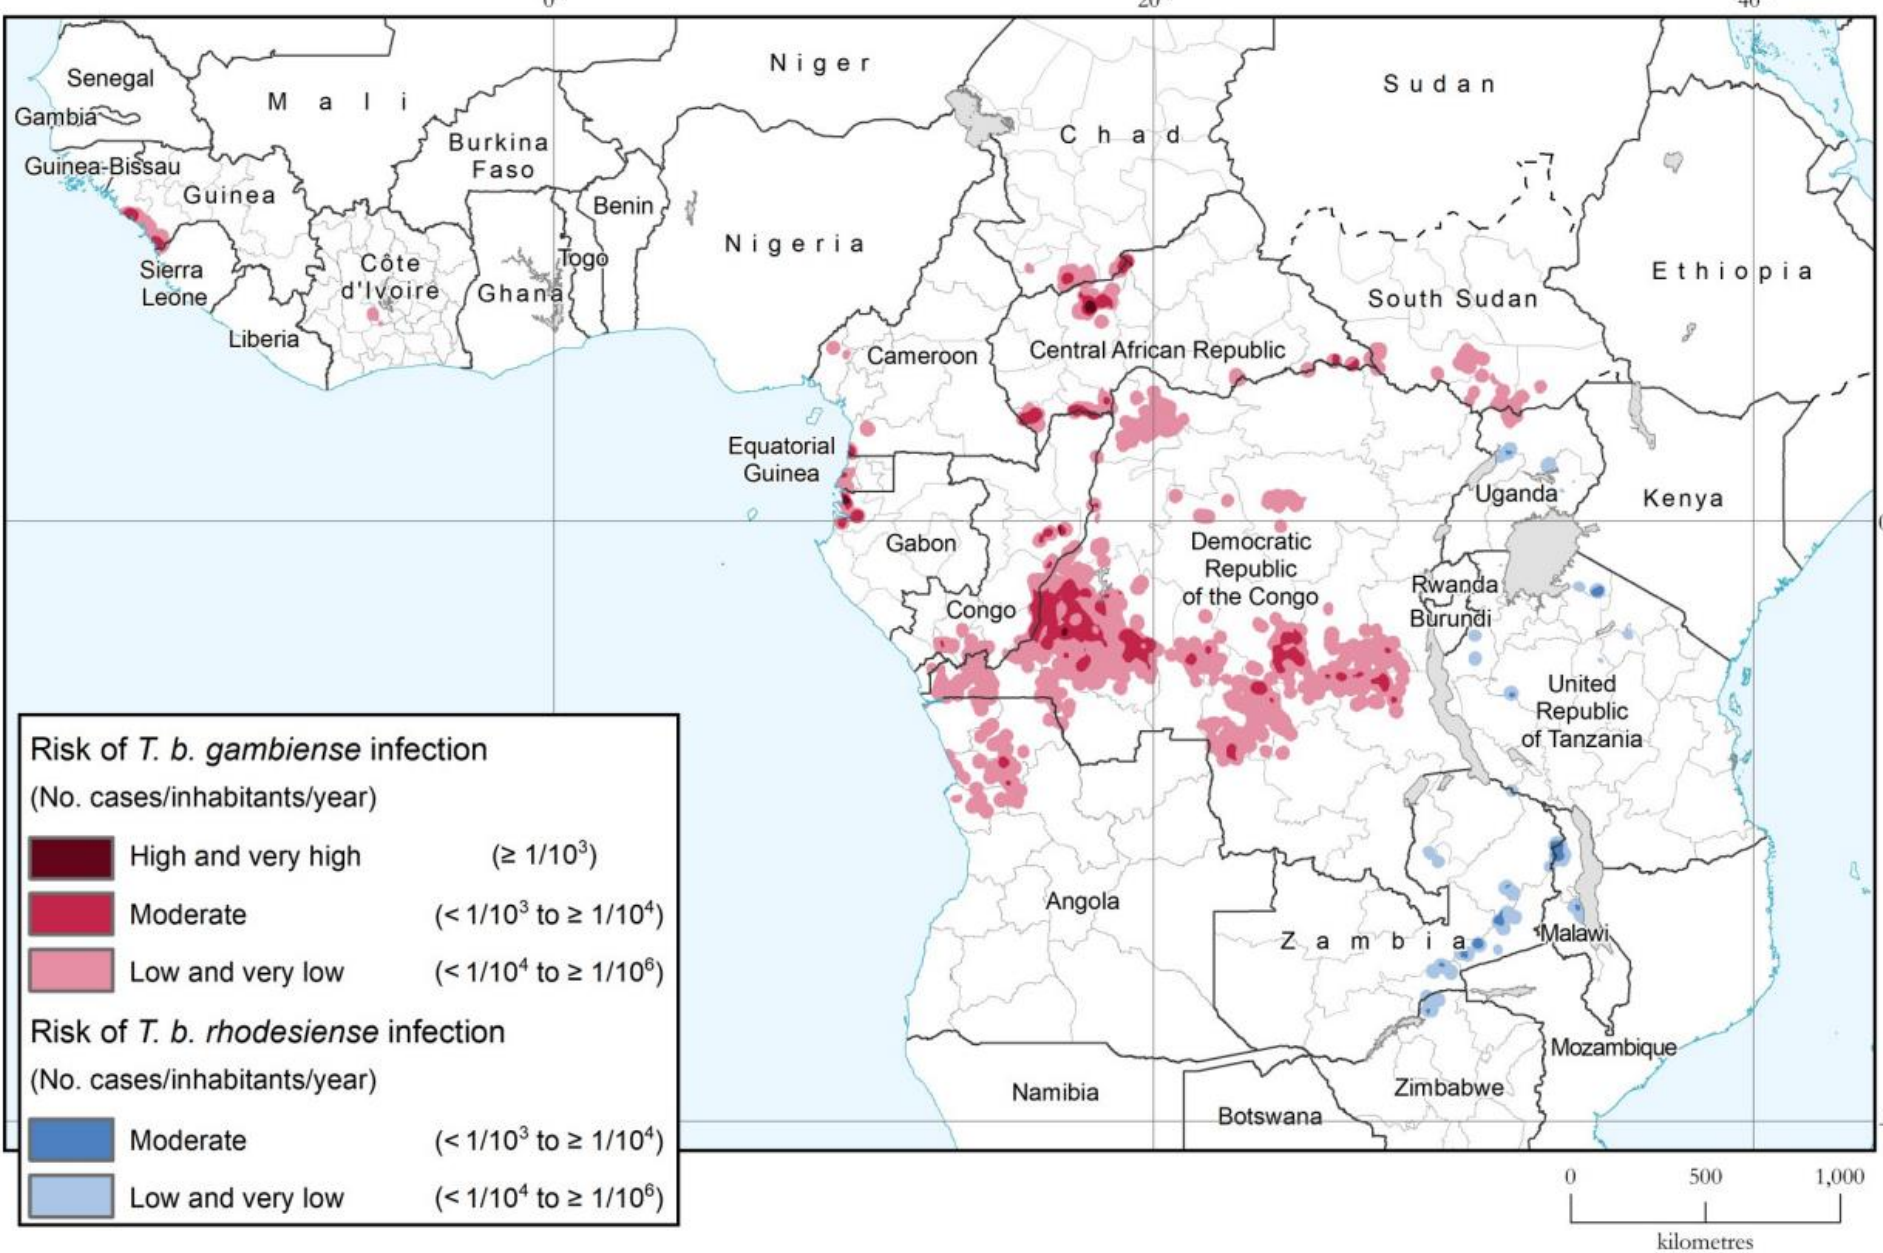 0
20
40
Niger
Senegal
Mali
Sudan
Gambia
Chad
Burkina
Faso
Guinea-Bissau
Guinea
Benin
Nigeria
Togo
Sierra
Leone
Côte
d'Ivoire
Ghana
Ethiopia
South Sudan
Liberia
Cameroon
Central African Republic
Equatorial
Guinea
Uganda
Kenya
Gabon
Democratic
Republic
of the Congo
Rwanda
Burundi
Congo
United
Republic
of Tanzania
Angola
Zambia
Malawi
Mozambique
Namibia
Zimbabwe
Botswana
Risk of T. b. gambiense infection
(No. cases/inhabitants/year)
High and very high (≥ 1/10³)
Moderate (< 1/10³ to ≥ 1/10⁴)
Low and very low (< 1/10⁴ to ≥ 1/10⁶)
Risk of T. b. rhodesiense infection
(No. cases/inhabitants/year)
Moderate (< 1/10³ to ≥ 1/10⁴)
Low and very low (< 1/10⁴ to ≥ 1/10⁶)
0 500 1,000
kilometres